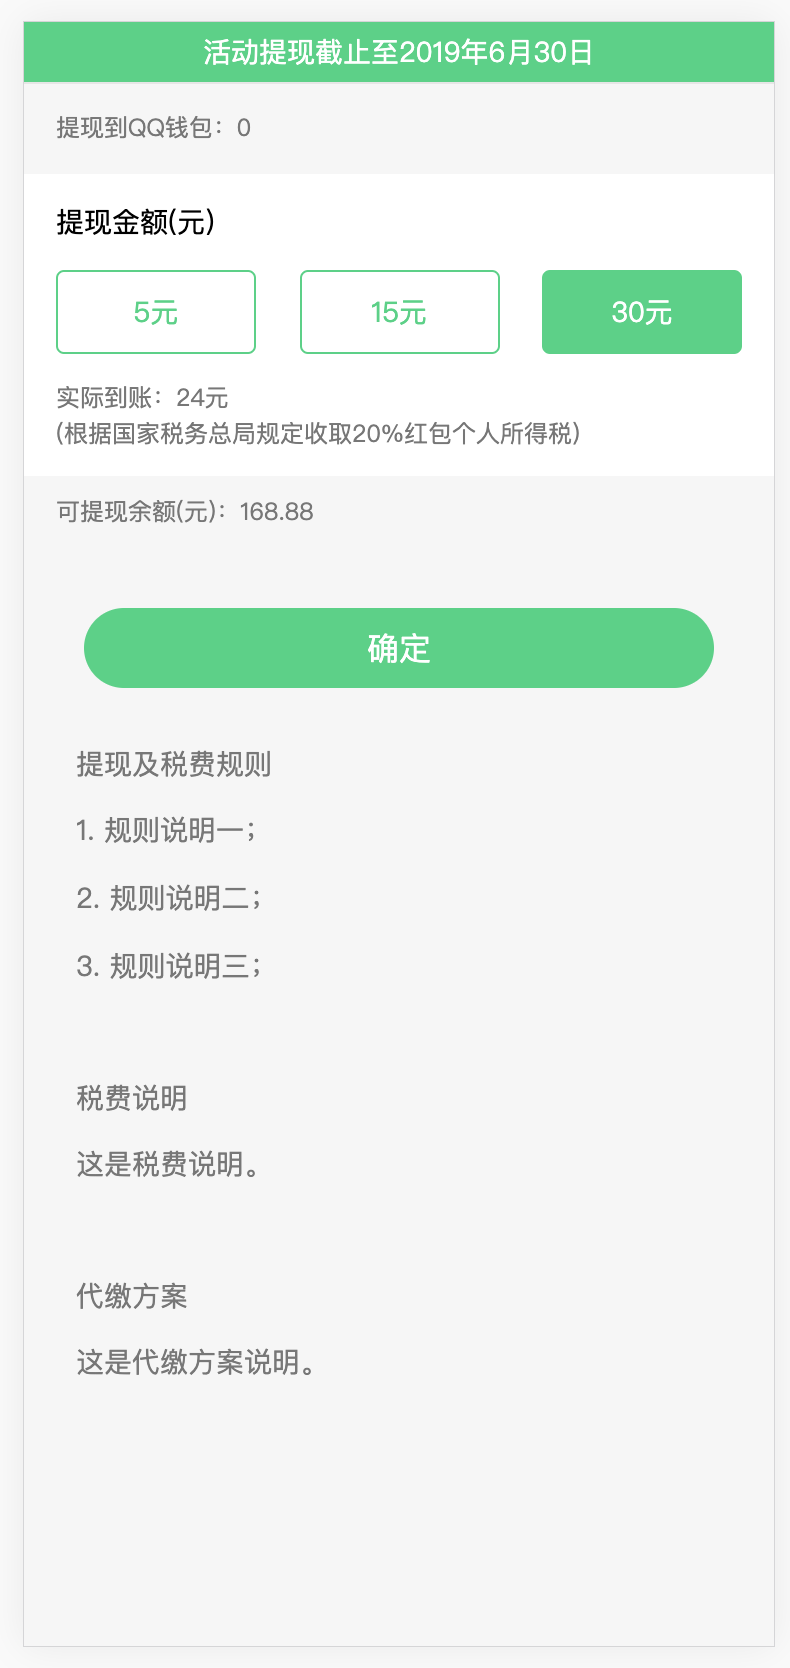 活动提现截止至2019年6月30日
提现到QQ钱包：0
提现金额(元)
5元
15元
30元
实际到账：24元
(根据国家税务总局规定收取20%红包个人所得税)
可提现余额(元)：168.88
确定
提现及税费规则
1. 规则说明一；
2. 规则说明二；
3. 规则说明三；
税费说明
这是税费说明。
代缴方案
这是代缴方案说明。